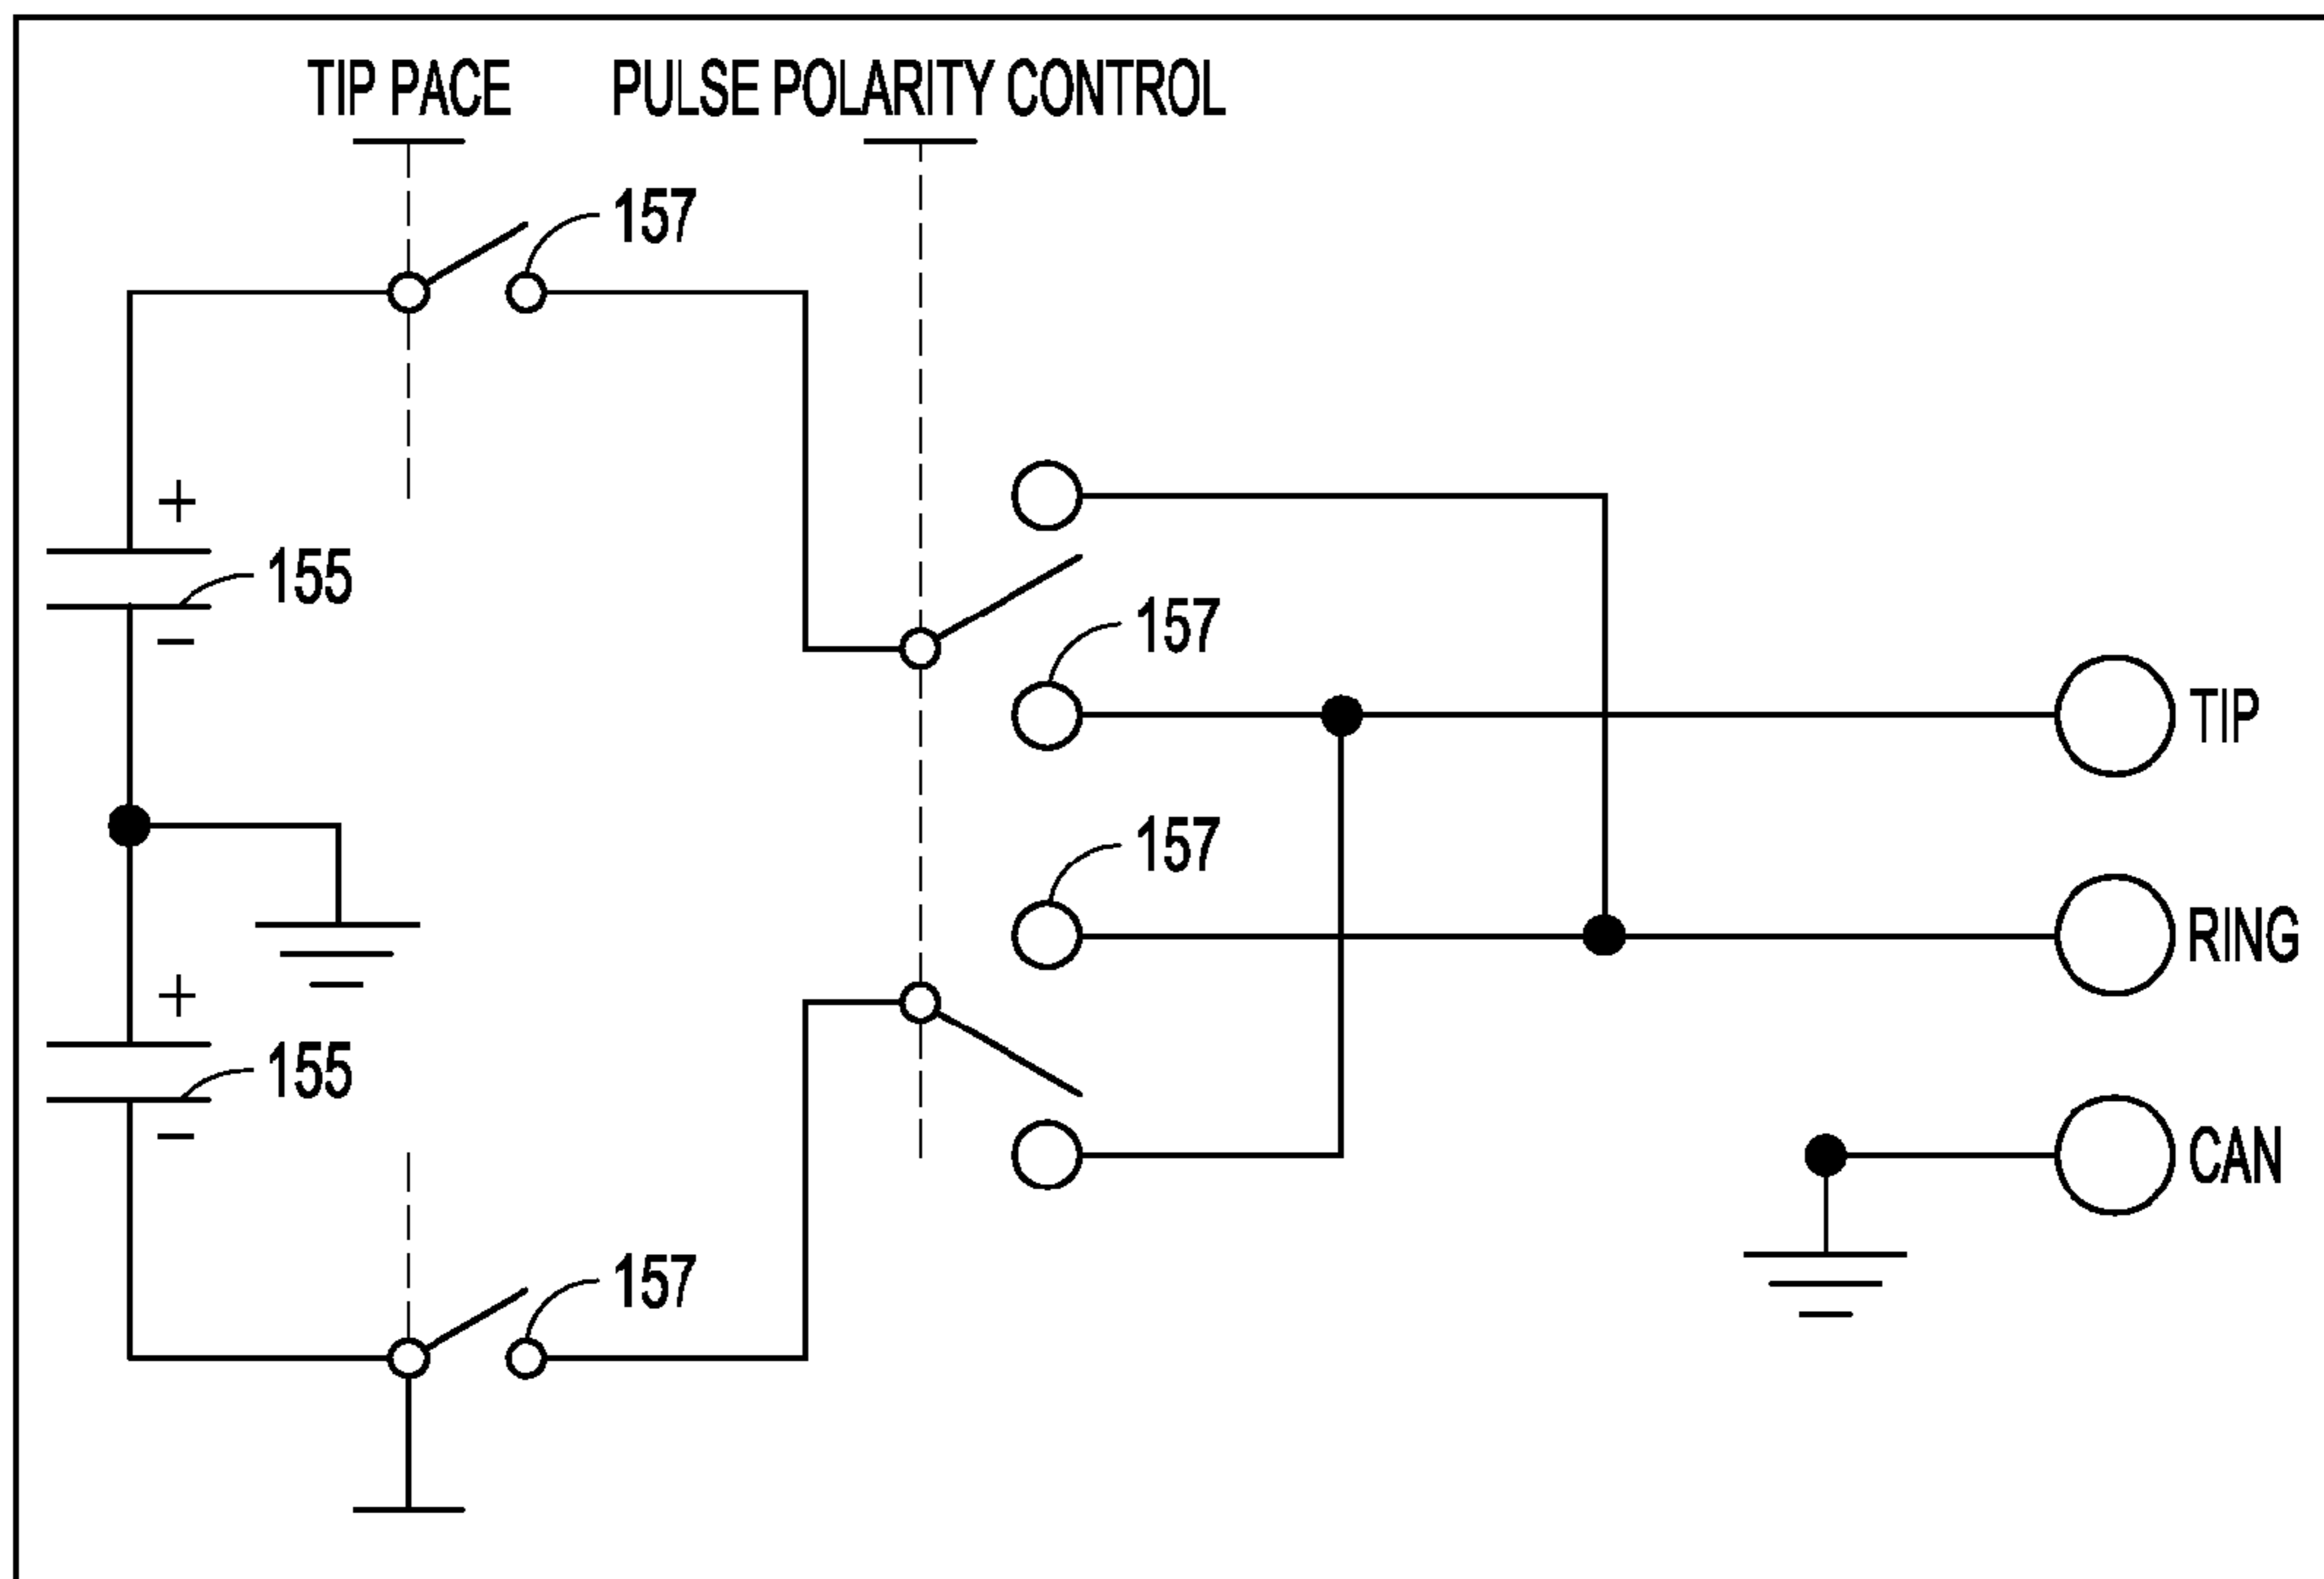 TIP PACE
PULSE POLARITY CONTROL
157
+
155
−
157
TIP
157
RING
+
155
−
CAN
157